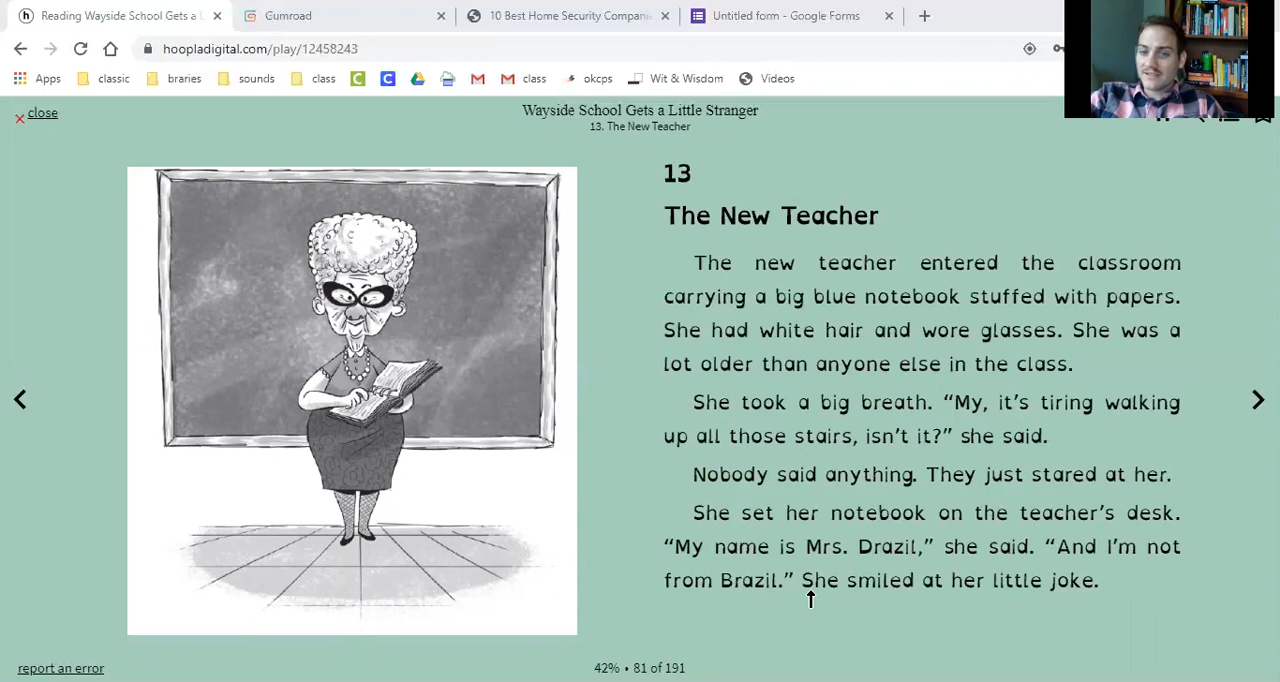 Reading Wayside School Gets a L
Gumroad
10 Best Home Security Companie
Untitled form - Google Forms
hoopladigital.com/play/12458243
Apps
classic
braries
sounds
class
class
okcps
Wit & Wisdom
Videos
close
Wayside School Gets a Little Stranger
13. The New Teacher
13
The New Teacher
The new teacher entered the classroom
carrying a big blue notebook stuffed with papers.
She had white hair and wore glasses. She was a
lot older than anyone else in the class.
She took a big breath. “My, it’s tiring walking
up all those stairs, isn’t it?” she said.
Nobody said anything. They just stared at her.
She set her notebook on the teacher’s desk.
“My name is Mrs. Drazil,” she said. “And I’m not
from Brazil.” She smiled at her little joke.
report an error
42% • 81 of 191